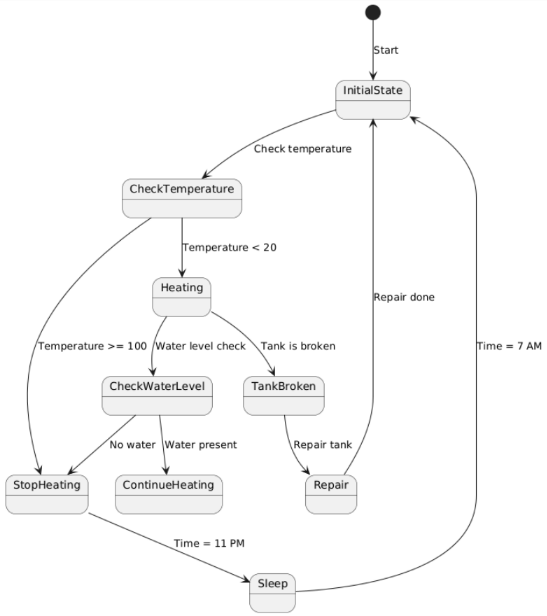 Start
InitialState
Check temperature
CheckTemperature
Temperature < 20
Heating
Repair done
Temperature >= 100
Water level check
Tank is broken
Time = 7 AM
CheckWaterLevel
TankBroken
No water
Water present
Repair tank
StopHeating
ContinueHeating
Repair
Time = 11 PM
Sleep